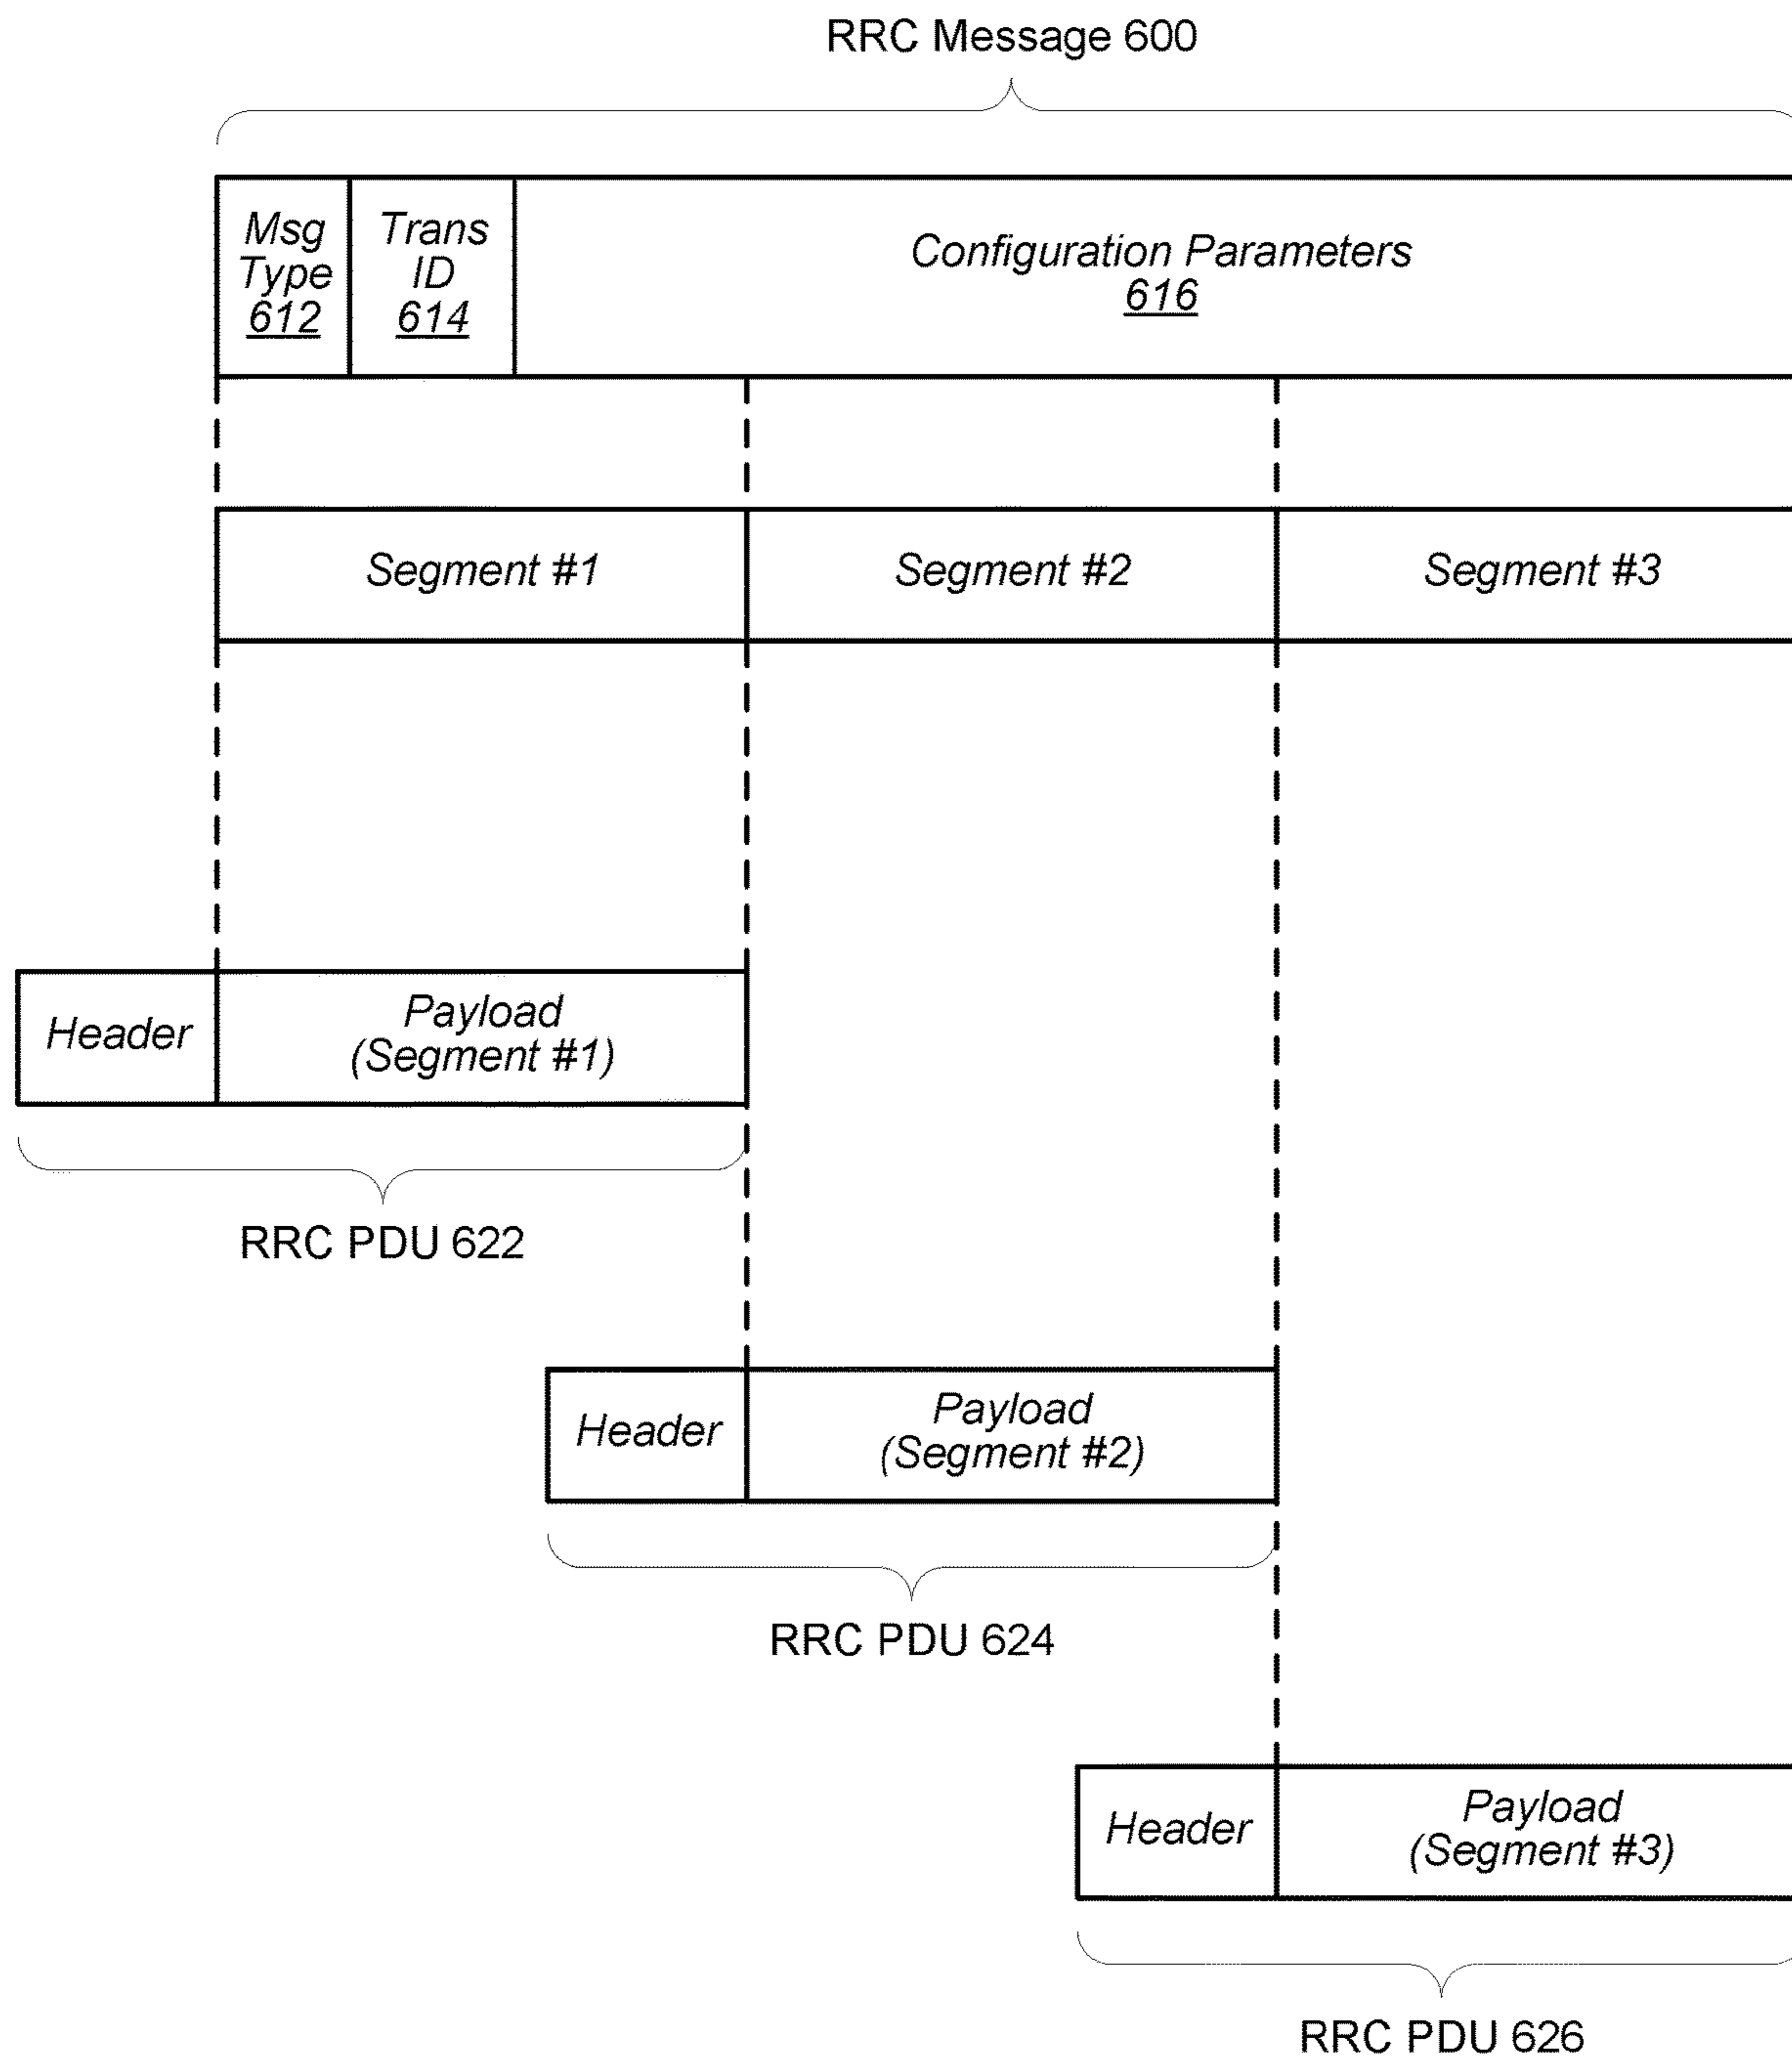 RRC Message 600
Msg
Type
612
Trans
ID
614
Configuration Parameters
616
Segment #1
Segment #2
Segment #3
Header
Payload
(Segment #1)
RRC PDU 622
Header
Payload
(Segment #2)
RRC PDU 624
Header
Payload
(Segment #3)
RRC PDU 626